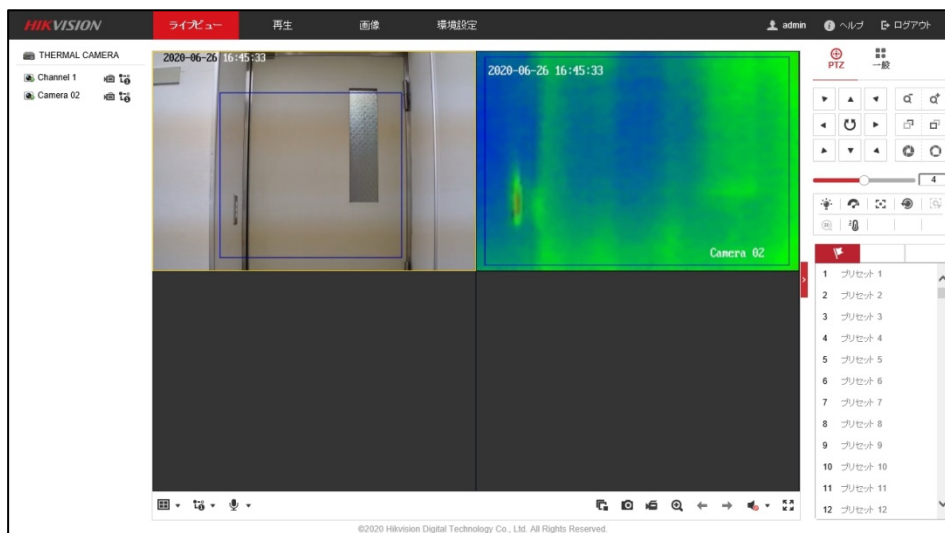 HIKVISION
ライブビュー
再生
画像
環境設定
admin
ヘルプ
ログアウト
THERMAL CAMERA
Channel 1
Camera 02
2020-06-26 16:45:33
2020-06-26 16:45:33
Camera 02
PTZ
一般
4
1 プリセット 1
2 プリセット 2
3 プリセット 3
4 プリセット 4
5 プリセット 5
6 プリセット 6
7 プリセット 7
8 プリセット 8
9 プリセット 9
10 プリセット 10
11 プリセット 11
12 プリセット 12
©2020 Hikvision Digital Technology Co., Ltd. All Rights Reserved.